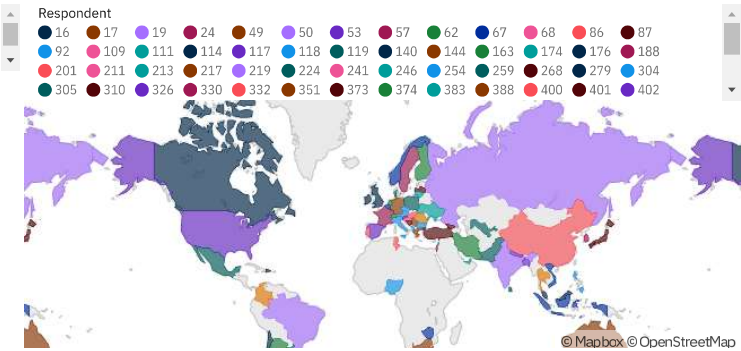 Respondent
16 17 19 24 49 50 53 57 62 67 68 86 87
92 109 111 114 117 118 119 140 144 163 174 176 188
201 211 213 217 219 224 241 246 254 259 268 279 304
305 310 326 330 332 351 373 374 383 388 400 401 402
© Mapbox © OpenStreetMap